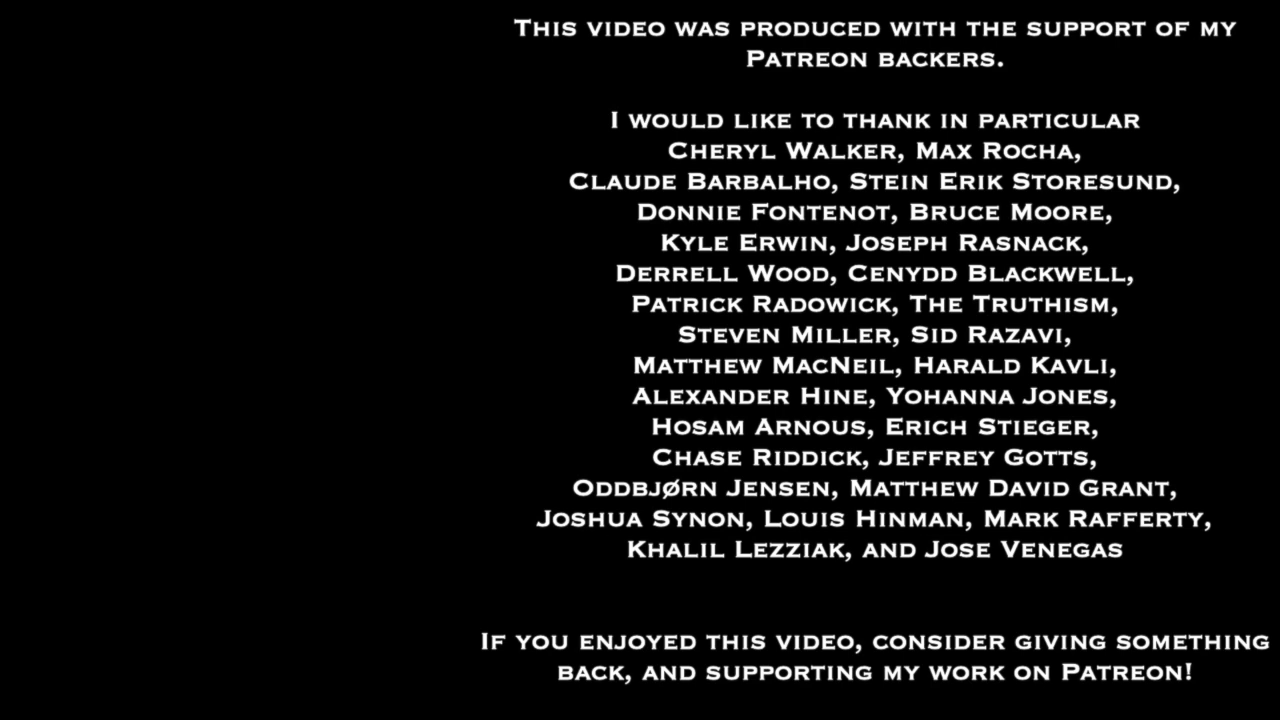 This video was produced with the support of my
Patreon backers.
I would like to thank in particular
Cheryl Walker, Max Rocha,
Claude Barbalho, Stein Erik Storesund,
Donnie Fontenot, Bruce Moore,
Kyle Erwin, Joseph Rasnack,
Derrell Wood, Cenydd Blackwell,
Patrick Radowick, The Truthism,
Steven Miller, Sid Razavi,
Matthew MacNeil, Harald Kavli,
Alexander Hine, Yohanna Jones,
Hosam Arnous, Erich Stieger,
Chase Riddick, Jeffrey Gotts,
Oddbjørn Jensen, Matthew David Grant,
Joshua Synon, Louis Hinman, Mark Rafferty,
Khalil Lezziak, and Jose Venegas
If you enjoyed this video, consider giving something
back, and supporting my work on Patreon!